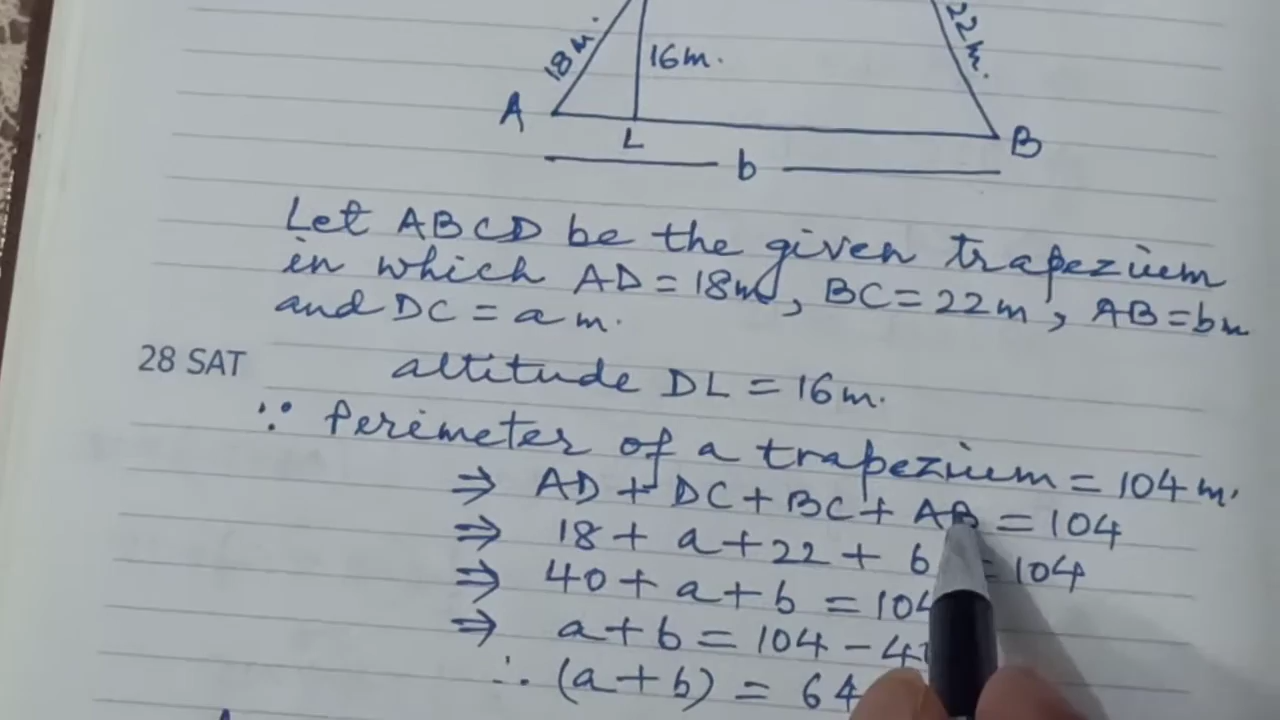 18m.
16m.
22m.
A
L
B
b
Let ABCD be the given trapezium
in which AD = 18m, BC = 22m, AB = bm
and DC = a m.
28 SAT
altitude DL = 16m.
∵ Perimeter of a trapezium = 104 m.
⇒ AD + DC + BC + AB = 104
⇒ 18 + a + 22 + b = 104
⇒ 40 + a + b = 104
⇒ a + b = 104 - 4
∴ (a + b) = 64